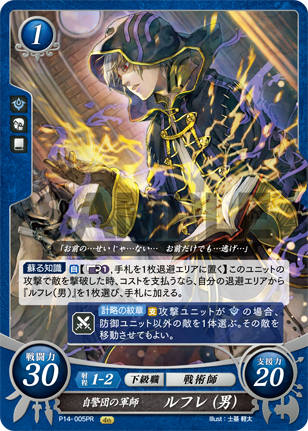 1
「お前の…せいじゃ…ない… お前だけでも…逃げ…」
蘇る知識 自【1、手札を1枚退避エリアに置く】このユニットの
攻撃で敵を撃破した時、コストを支払うなら、自分の退避エリアから
『ルフレ(男)』を1枚選び、手札に加える。
計略の紋章 支 攻撃ユニットが の場合、
防御ユニット以外の敵を1体選ぶ。その敵を
移動させてもよい。
戦闘力
30
射程 1-2 下級職 戦術師
支援力
20
自警団の軍師 ルフレ(男)
P14-005PR Illust:士基 軽太